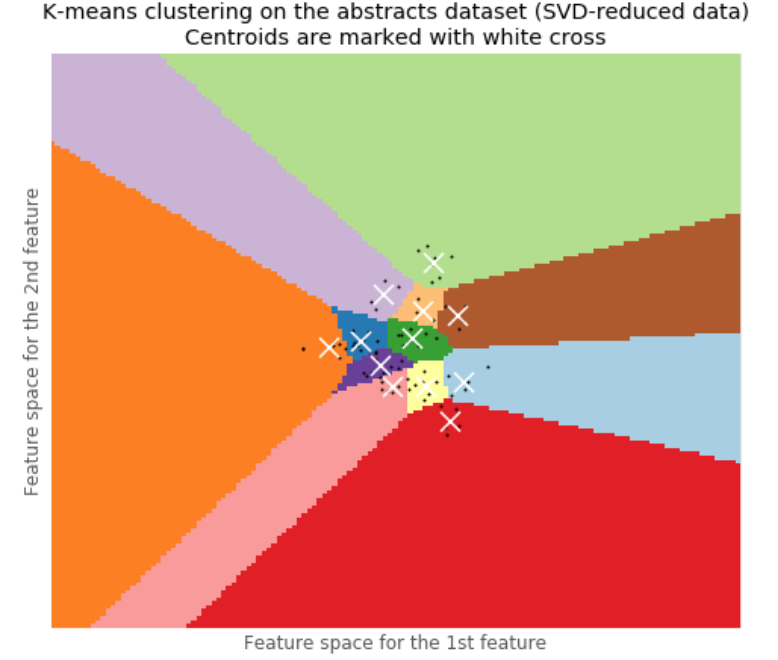 K-means clustering on the abstracts dataset (SVD-reduced data)
Centroids are marked with white cross
Feature space for the 2nd feature
Feature space for the 1st feature